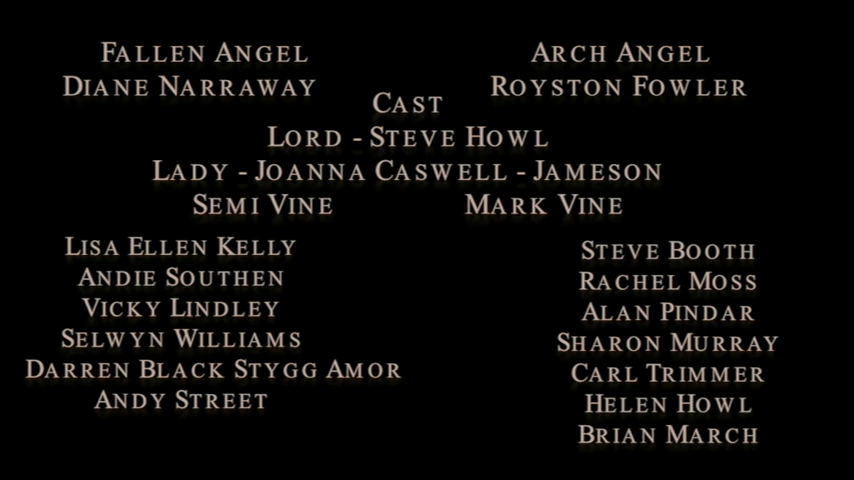 FALLEN ANGEL
DIANE NARRAWAY
ARCH ANGEL
ROYSTON FOWLER
CAST
LORD - STEVE HOWL
LADY - JOANNA CASWELL - JAMESON
SEMI VINE
MARK VINE
LISA ELLEN KELLY
ANDIE SOUTHEN
VICKY LINDLEY
SELWYN WILLIAMS
DARREN BLACK STYGG AMOR
ANDY STREET
STEVE BOOTH
RACHEL MOSS
ALAN PINDAR
SHARON MURRAY
CARL TRIMMER
HELEN HOWL
BRIAN MARCH